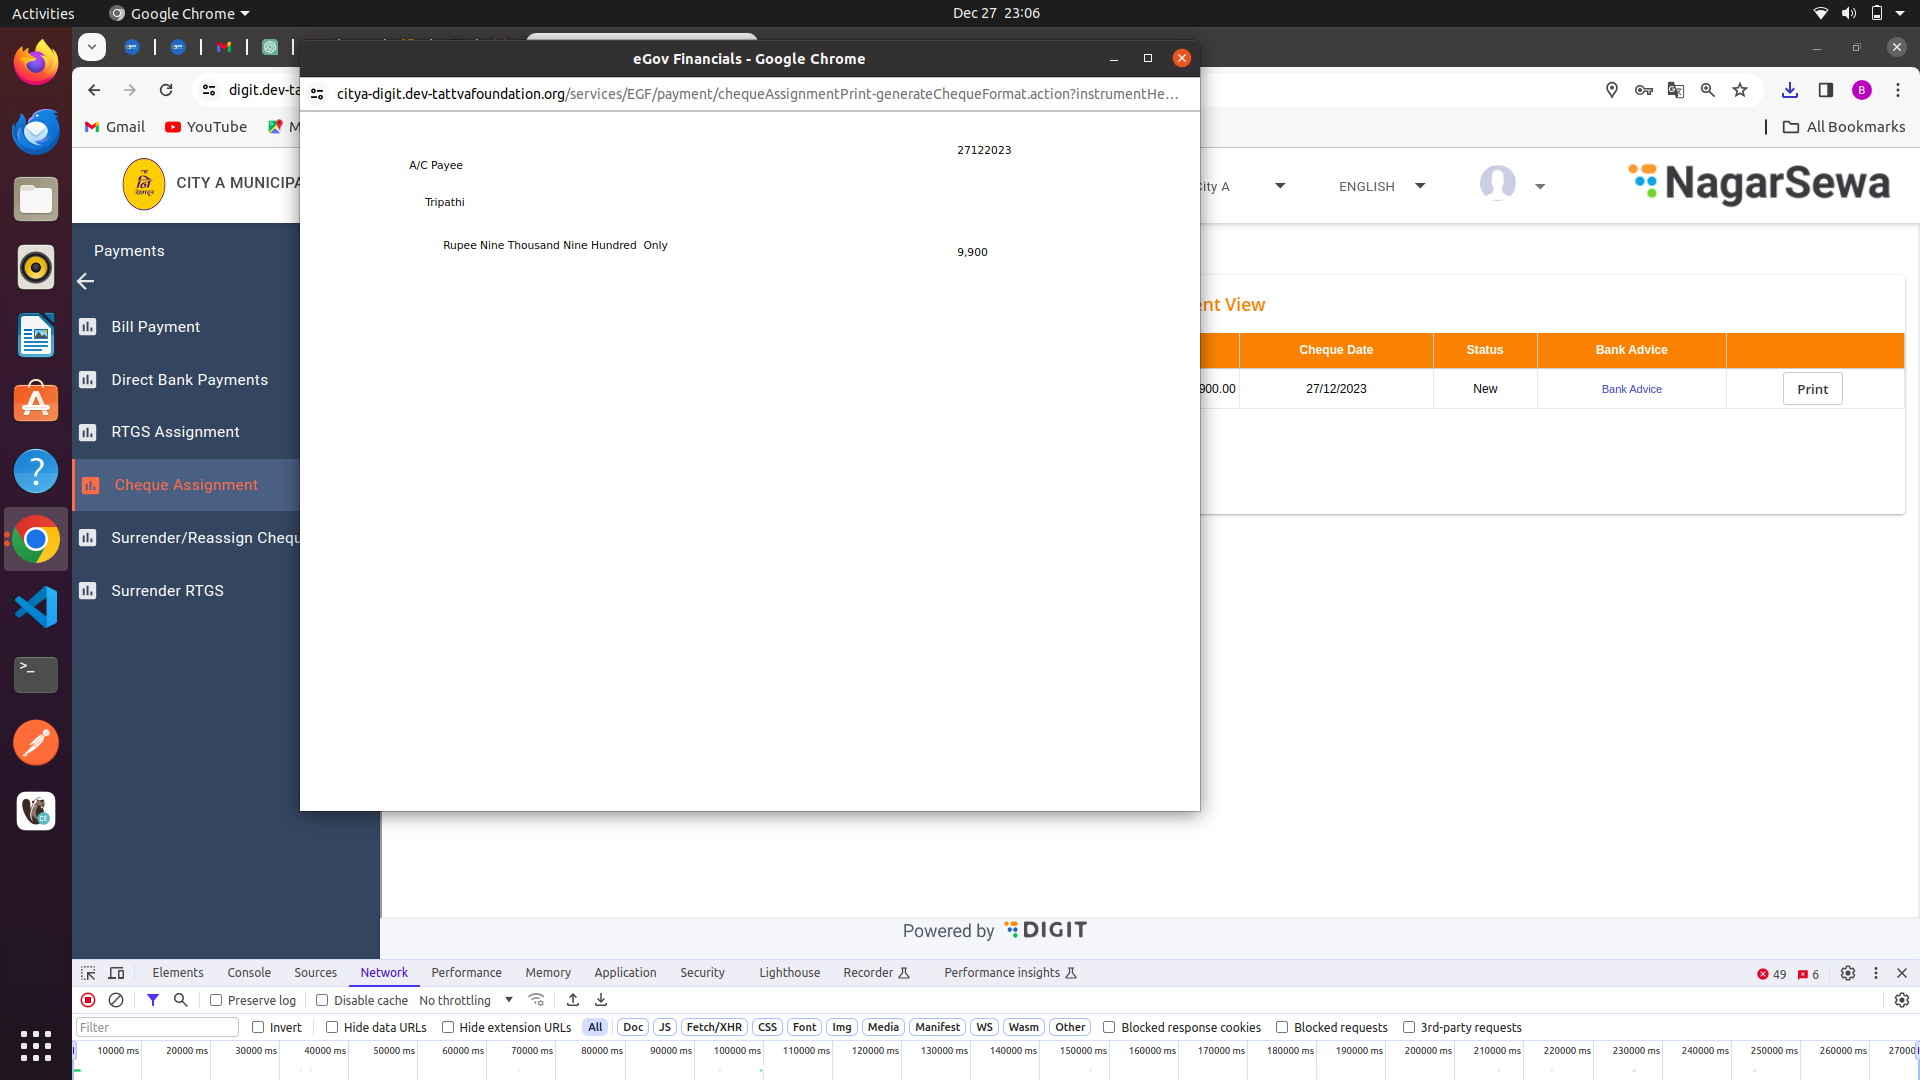 Activities
Google Chrome
Dec 27 23:06
eGov Financials - Google Chrome
digit.dev-ta
citya-digit.dev-tattvafoundation.org/services/EGF/payment/chequeAssignmentPrint-generateChequeFormat.action?instrumentHe...
Gmail
YouTube
M
All Bookmarks
27122023
A/C Payee
Tripathi
Rupee Nine Thousand Nine Hundred Only
9,900
CITY A MUNICIPA
City A
ENGLISH
NagarSewa
Payments
Bill Payment
Direct Bank Payments
RTGS Assignment
Cheque Assignment
Surrender/Reassign Chequ
Surrender RTGS
ent View
Cheque Date Status Bank Advice
900.00 27/12/2023 New Bank Advice Print
Powered by DIGIT
Elements Console Sources Network Performance Memory Application Security Lighthouse Recorder Performance insights 49 6
Preserve log Disable cache No throttling
Filter Invert Hide data URLs Hide extension URLs All Doc JS Fetch/XHR CSS Font Img Media Manifest WS Wasm Other Blocked response cookies Blocked requests 3rd-party requests
10000 ms 20000 ms 30000 ms 40000 ms 50000 ms 60000 ms 70000 ms 80000 ms 90000 ms 100000 ms 110000 ms 120000 ms 130000 ms 140000 ms 150000 ms 160000 ms 170000 ms 180000 ms 190000 ms 200000 ms 210000 ms 220000 ms 230000 ms 240000 ms 250000 ms 260000 ms 27000